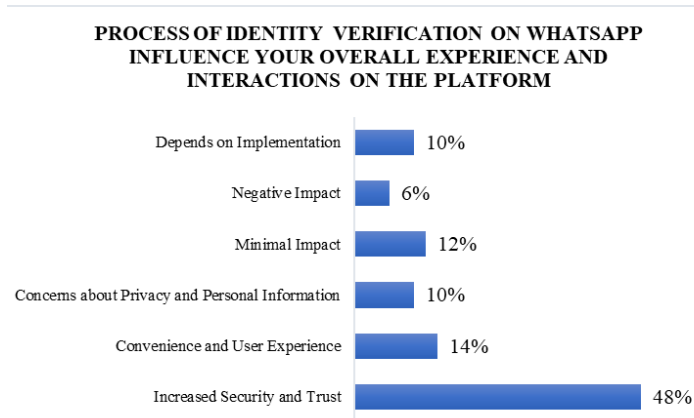 PROCESS OF IDENTITY VERIFICATION ON WHATSAPP
INFLUENCE YOUR OVERALL EXPERIENCE AND
INTERACTIONS ON THE PLATFORM
Depends on Implementation 10%
Negative Impact 6%
Minimal Impact 12%
Concerns about Privacy and Personal Information 10%
Convenience and User Experience 14%
Increased Security and Trust 48%